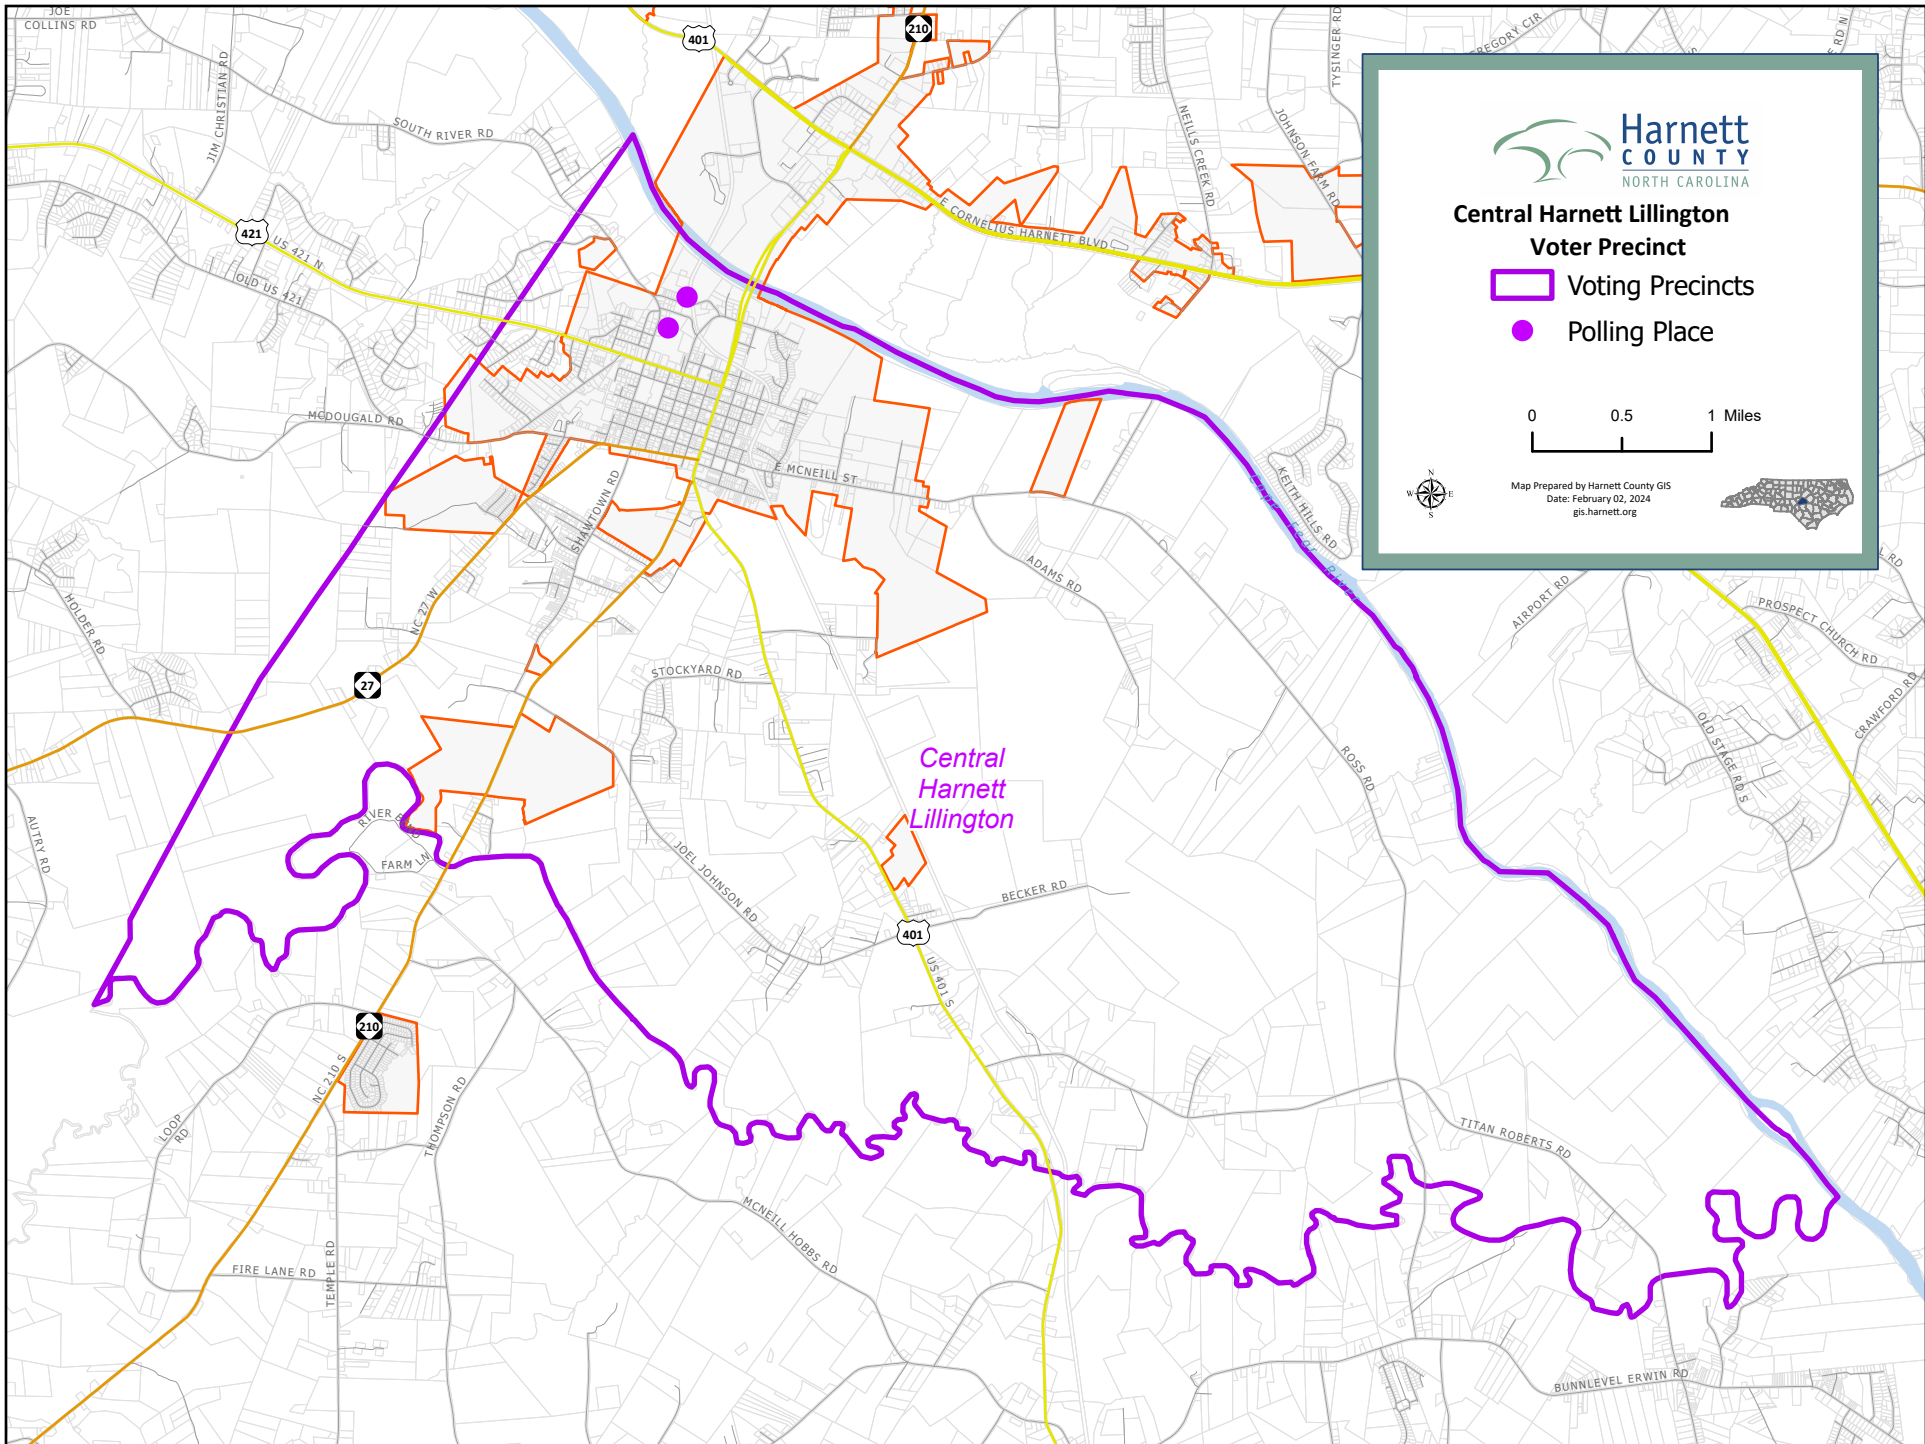 JOE
COLLINS RD
JIM CHRISTIAN RD
SOUTH RIVER RD
401
210
TYSINGER RD
GREGORY CIR
NEILLS CREEK RD
JOHNSON FARM RD
E CORNELIUS HARNETT BLVD
421
US 421 N
OLD US 421
MCDOUGALD RD
E MCNEILL ST
SHAWTOWN RD
NC 27 W
HOLDER RD
27
ADAMS RD
KEITH HILLS RD
Cape Fear River
STOCKYARD RD
ROSS RD
AIRPORT RD
PROSPECT CHURCH RD
CRAWFORD RD
OLD STAGE RD S
AUTRY RD
RIVER BEND
FARM LN
JOEL JOHNSON RD
BECKER RD
401
US 401 S
210
NC 210 S
LOOP
RD
THOMPSON RD
TITAN ROBERTS RD
MCNEILL HOBBS RD
FIRE LANE RD
TEMPLE RD
BUNNLEVEL ERWIN RD
Central
Harnett
Lillington
Harnett
COUNTY
NORTH CAROLINA
Central Harnett Lillington
Voter Precinct
Voting Precincts
Polling Place
0 0.5 1 Miles
N
W E
S
Map Prepared by Harnett County GIS
Date: February 02, 2024
gis.harnett.org